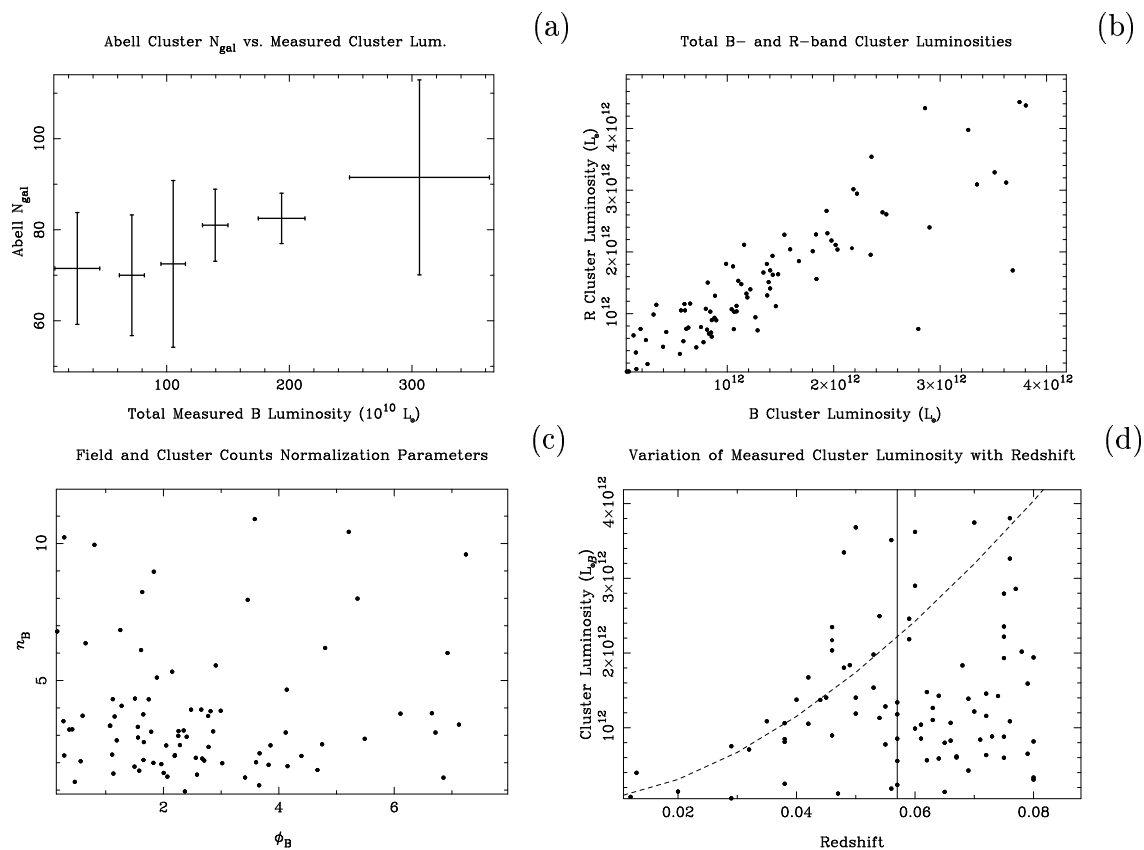 (a)
Abell Cluster N_gal vs. Measured Cluster Lum.
Abell N_gal
100
80
60
100
200
300
Total Measured B Luminosity (10^10 L_⊙)
(b)
Total B- and R-band Cluster Luminosities
R Cluster Luminosity (L_⊙)
4×10^12
3×10^12
2×10^12
10^12
10^12
2×10^12
3×10^12
4×10^12
B Cluster Luminosity (L_⊙)
(c)
Field and Cluster Counts Normalization Parameters
n_B
10
5
2
4
6
ϕ_B
(d)
Variation of Measured Cluster Luminosity with Redshift
Cluster Luminosity (L_⊙B)
4×10^12
3×10^12
2×10^12
10^12
0.02
0.04
0.06
0.08
Redshift